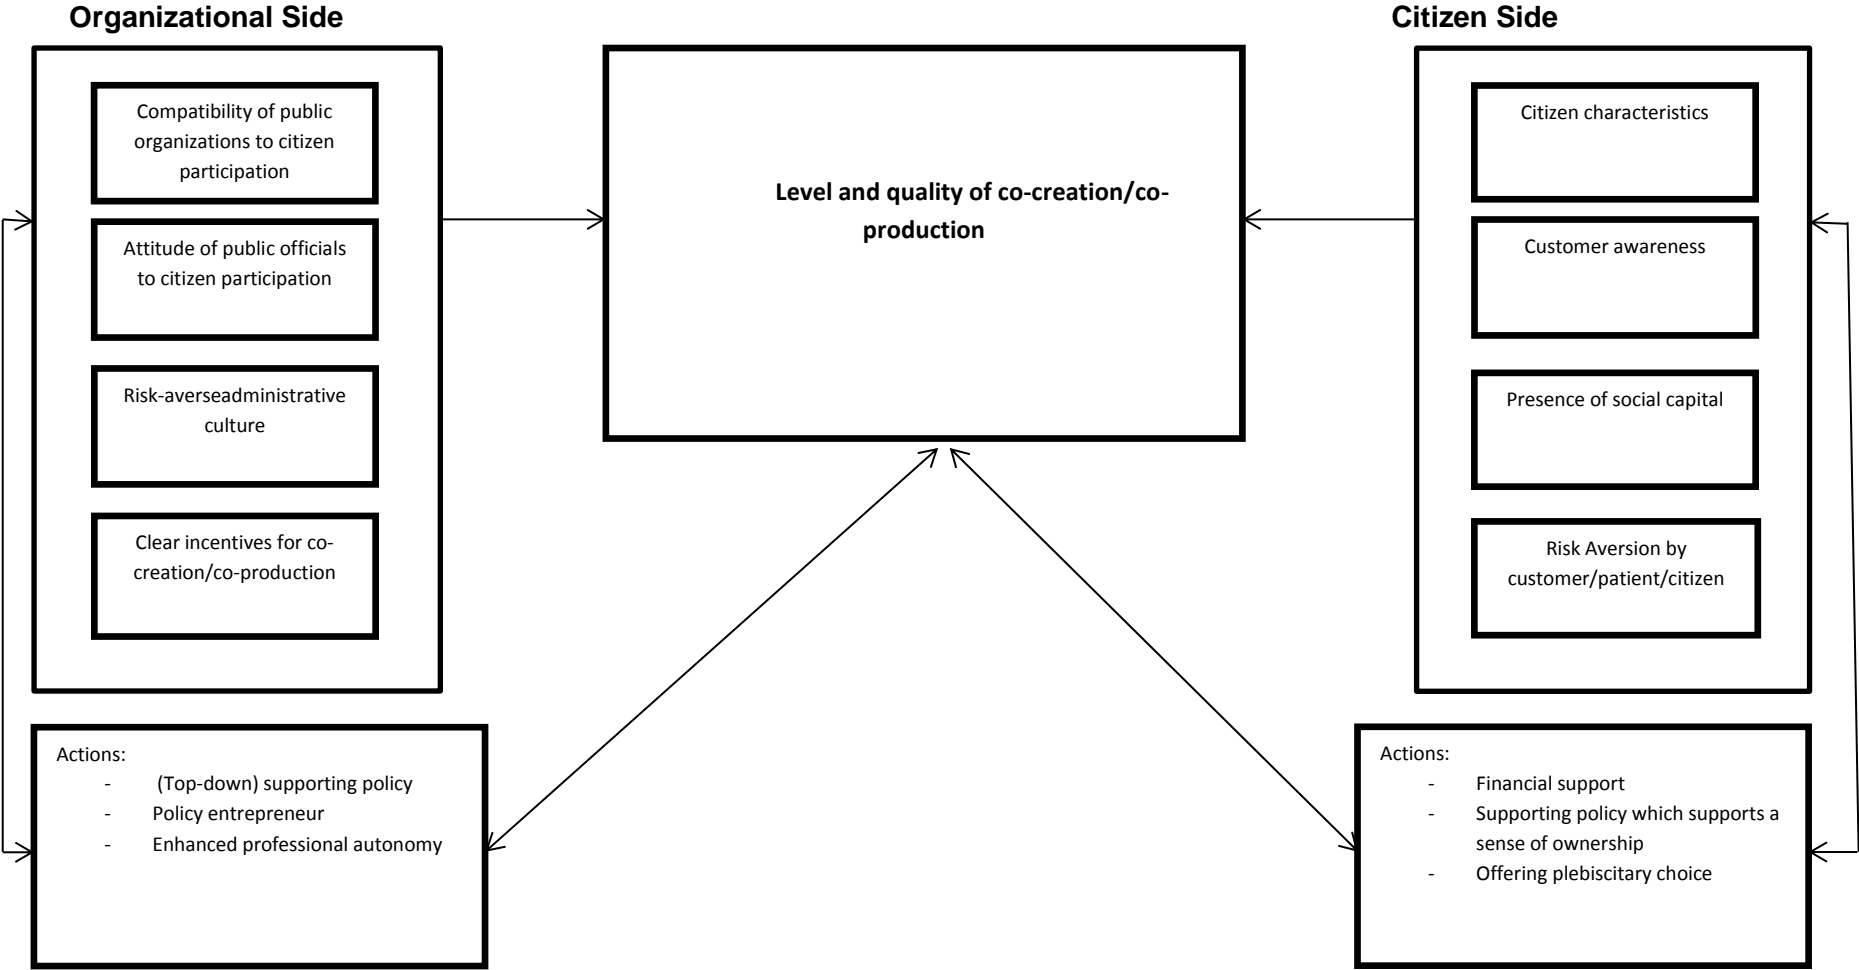 Organizational Side
Compatibility of public
organizations to citizen
participation
Attitude of public officials
to citizen participation
Risk-averseadministrative
culture
Clear incentives for co-
creation/co-production
Actions:
- (Top-down) supporting policy
- Policy entrepreneur
- Enhanced professional autonomy
Level and quality of co-creation/co-
production
Citizen Side
Citizen characteristics
Customer awareness
Presence of social capital
Risk Aversion by
customer/patient/citizen
Actions:
- Financial support
- Supporting policy which supports a
sense of ownership
- Offering plebiscitary choice